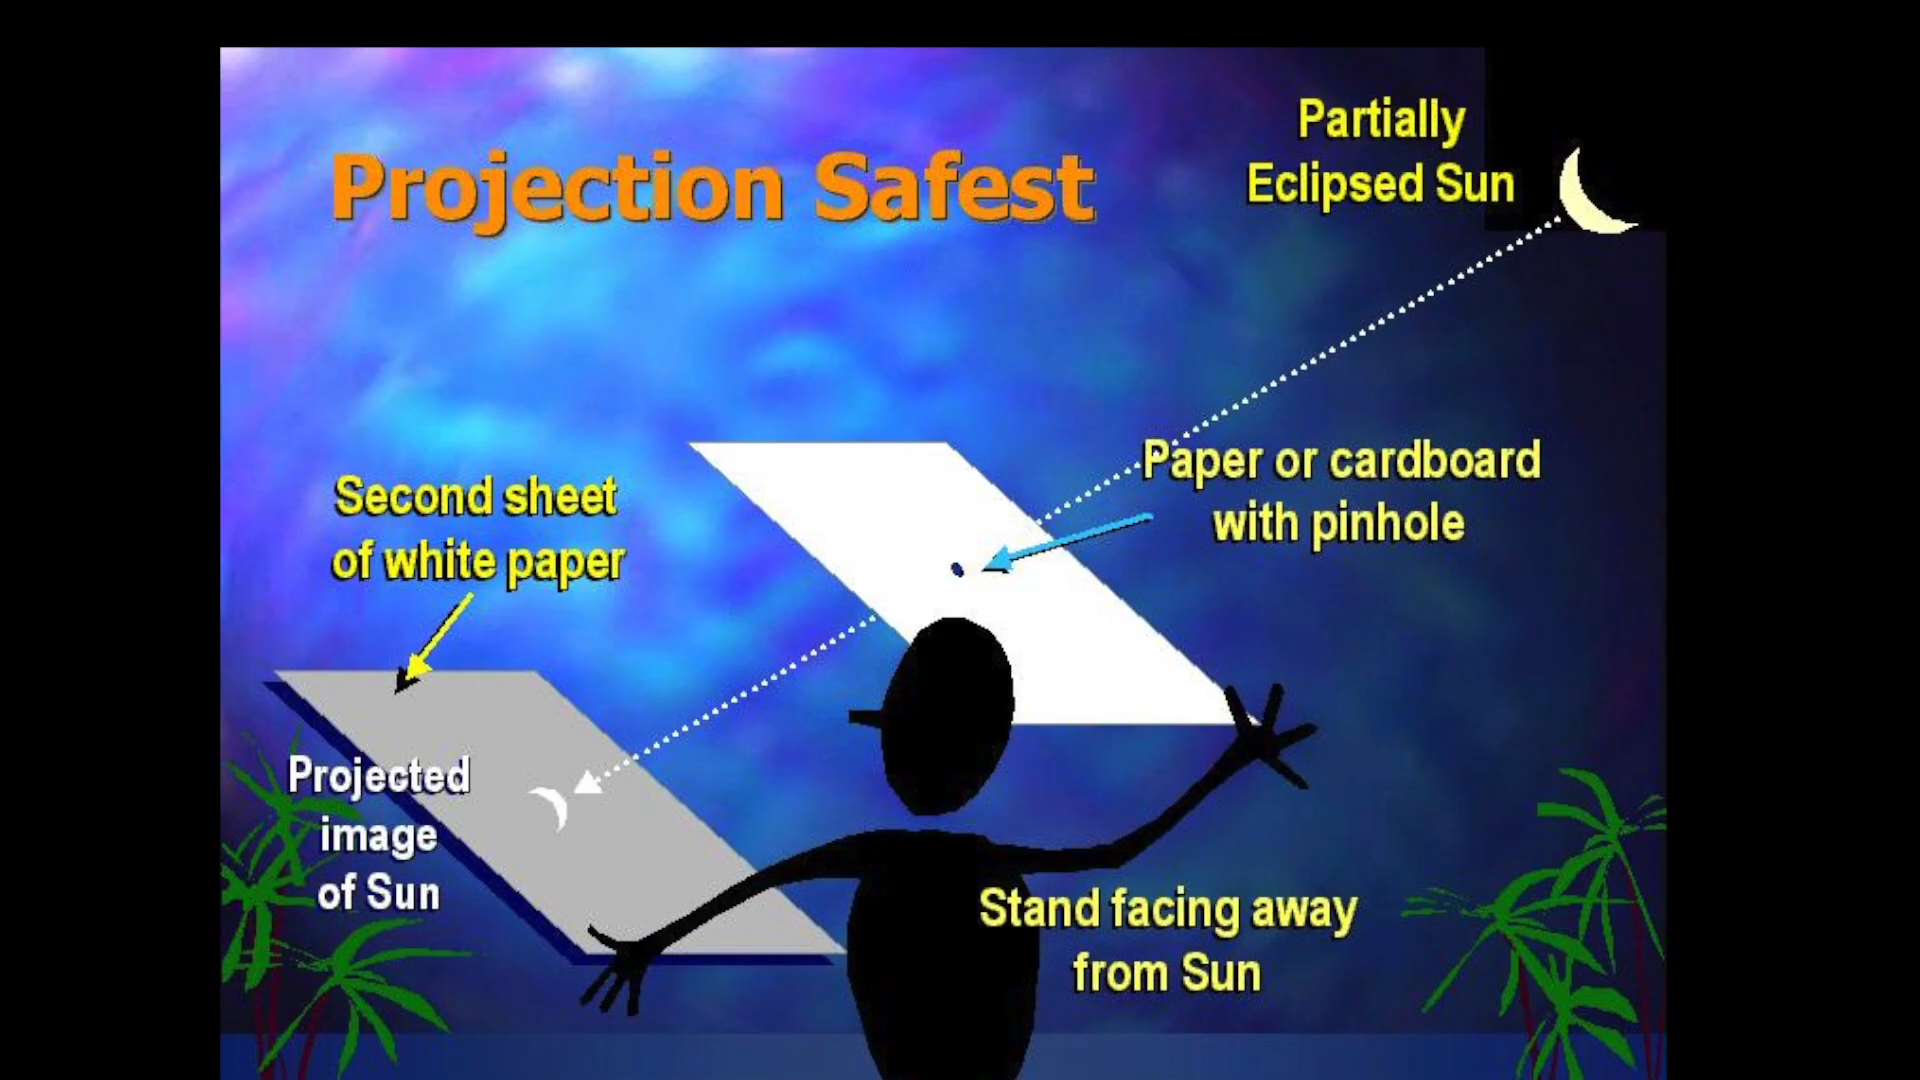 Projection Safest
Partially
Eclipsed Sun
Paper or cardboard
with pinhole
Second sheet
of white paper
Projected
image
of Sun
Stand facing away
from Sun